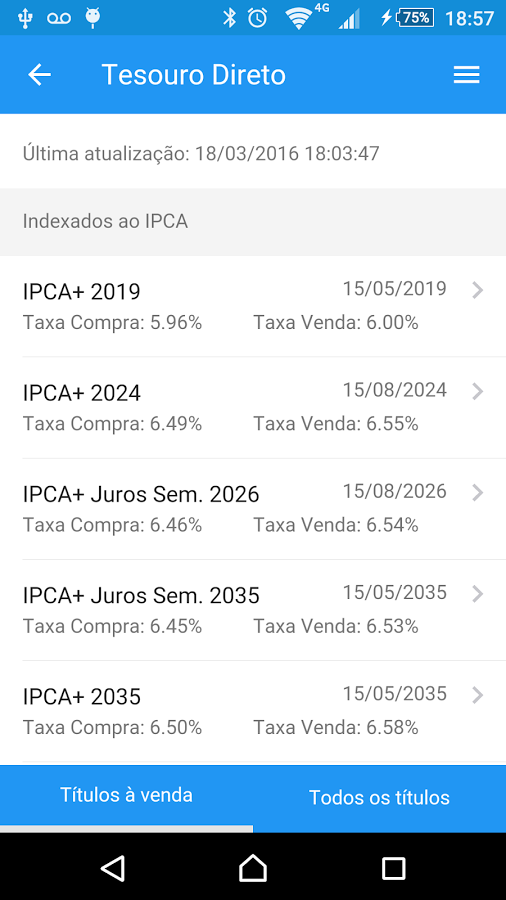 4G
75%
18:57
Tesouro Direto
Última atualização: 18/03/2016 18:03:47
Indexados ao IPCA
IPCA+ 2019
15/05/2019
Taxa Compra: 5.96%
Taxa Venda: 6.00%
IPCA+ 2024
15/08/2024
Taxa Compra: 6.49%
Taxa Venda: 6.55%
IPCA+ Juros Sem. 2026
15/08/2026
Taxa Compra: 6.46%
Taxa Venda: 6.54%
IPCA+ Juros Sem. 2035
15/05/2035
Taxa Compra: 6.45%
Taxa Venda: 6.53%
IPCA+ 2035
15/05/2035
Taxa Compra: 6.50%
Taxa Venda: 6.58%
Títulos à venda
Todos os títulos